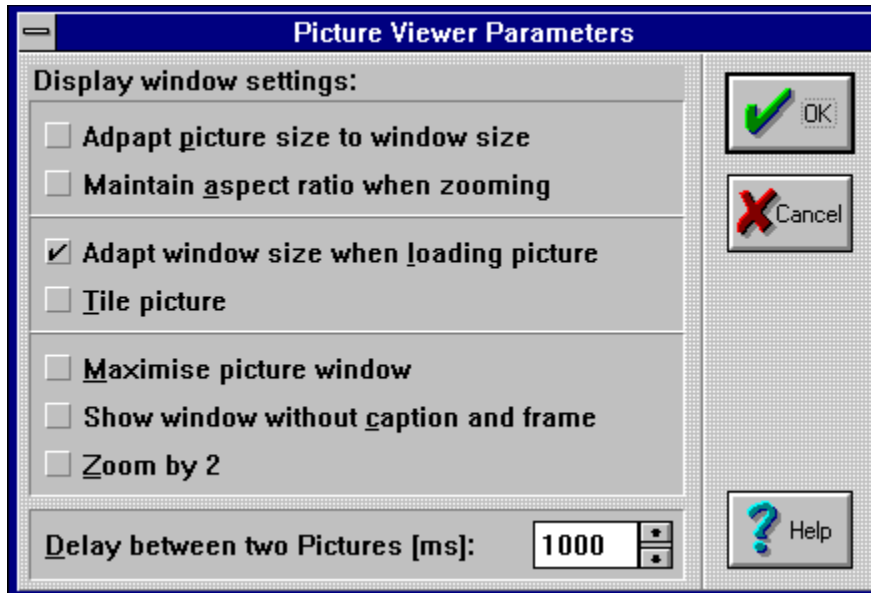 Picture Viewer Parameters
Display window settings:
Adpapt picture size to window size
Maintain aspect ratio when zooming
Adapt window size when loading picture
Tile picture
Maximise picture window
Show window without caption and frame
Zoom by 2
Delay between two Pictures [ms]: 1000
OK
Cancel
Help